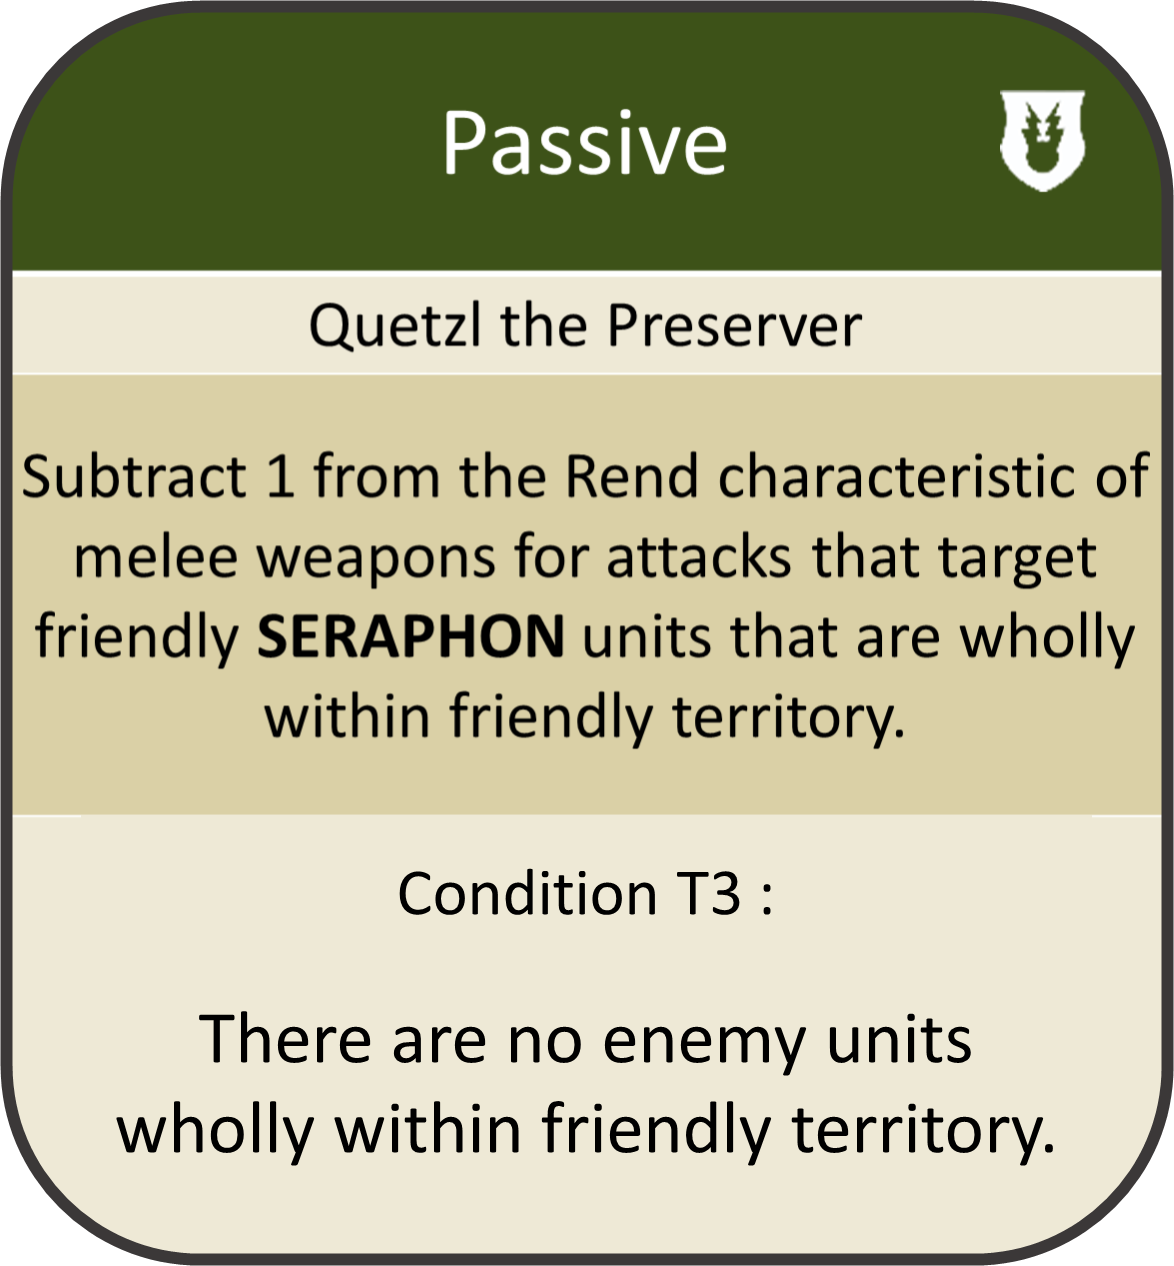 Passive
Quetzl the Preserver
Subtract 1 from the Rend characteristic of
melee weapons for attacks that target
friendly SERAPHON units that are wholly
within friendly territory.
Condition T3 :
There are no enemy units
wholly within friendly territory.